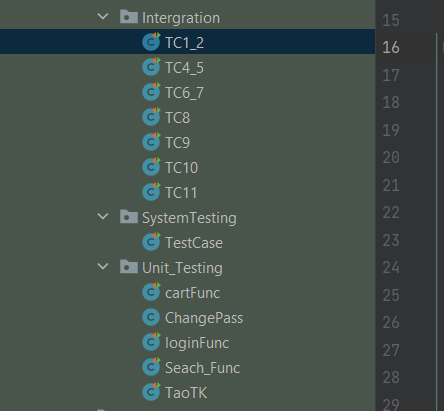 Intergration
TC1_2
TC4_5
TC6_7
TC8
TC9
TC10
TC11
SystemTesting
TestCase
Unit_Testing
cartFunc
ChangePass
loginFunc
Seach_Func
TaoTK
15
16
17
18
19
20
21
22
23
24
25
26
27
28
29